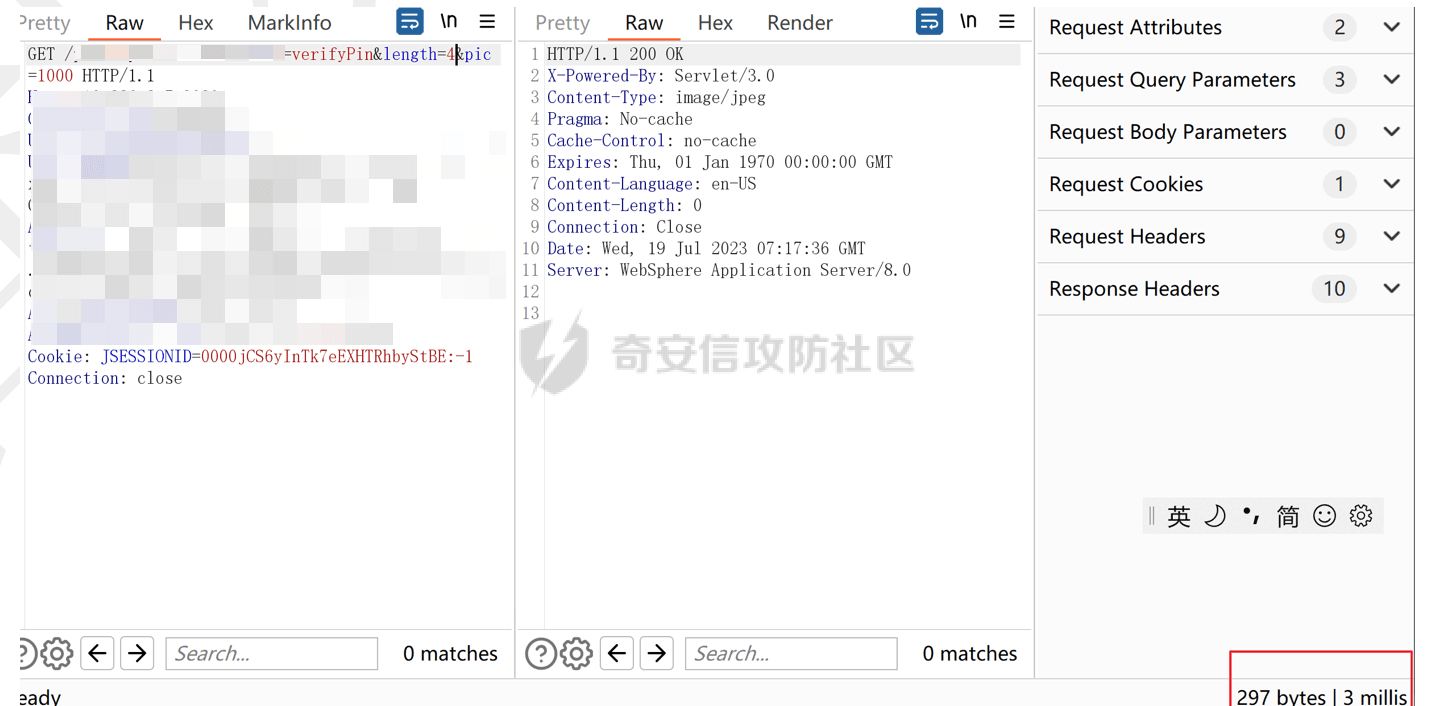 Pretty Raw Hex MarkInfo \n
GET /
=verifyPin&length=4&pic
=1000 HTTP/1.1
Cookie: JSESSIONID=0000jCS6yInTk7eEXHTRhbyStBE:-1
Connection: close
Search...
0 matches
eady
Pretty Raw Hex Render \n
1 HTTP/1.1 200 OK
2 X-Powered-By: Servlet/3.0
3 Content-Type: image/jpeg
4 Pragma: No-cache
5 Cache-Control: no-cache
6 Expires: Thu, 01 Jan 1970 00:00:00 GMT
7 Content-Language: en-US
8 Content-Length: 0
9 Connection: Close
10 Date: Wed, 19 Jul 2023 07:17:36 GMT
11 Server: WebSphere Application Server/8.0
12
13
奇安信攻防社区
Search...
0 matches
Request Attributes 2
Request Query Parameters 3
Request Body Parameters 0
Request Cookies 1
Request Headers 9
Response Headers 10
英 简
297 bytes | 3 millis